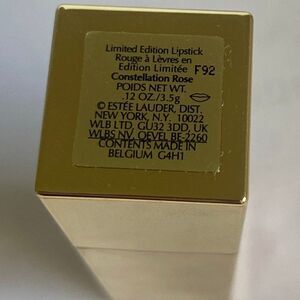 Limited Edition Lipstick
Rouge à Lèvres en
Edition Limitée F92
Constellation Rose
POIDS NET WT.
.12 OZ./3.5g
© ESTÉE LAUDER, DIST.
NEW YORK, N.Y. 10022
WLB LTD, GU32 3DD, UK
WLBS NV, OEVEL BE-2260
CONTENTS MADE IN
BELGIUM G4H1